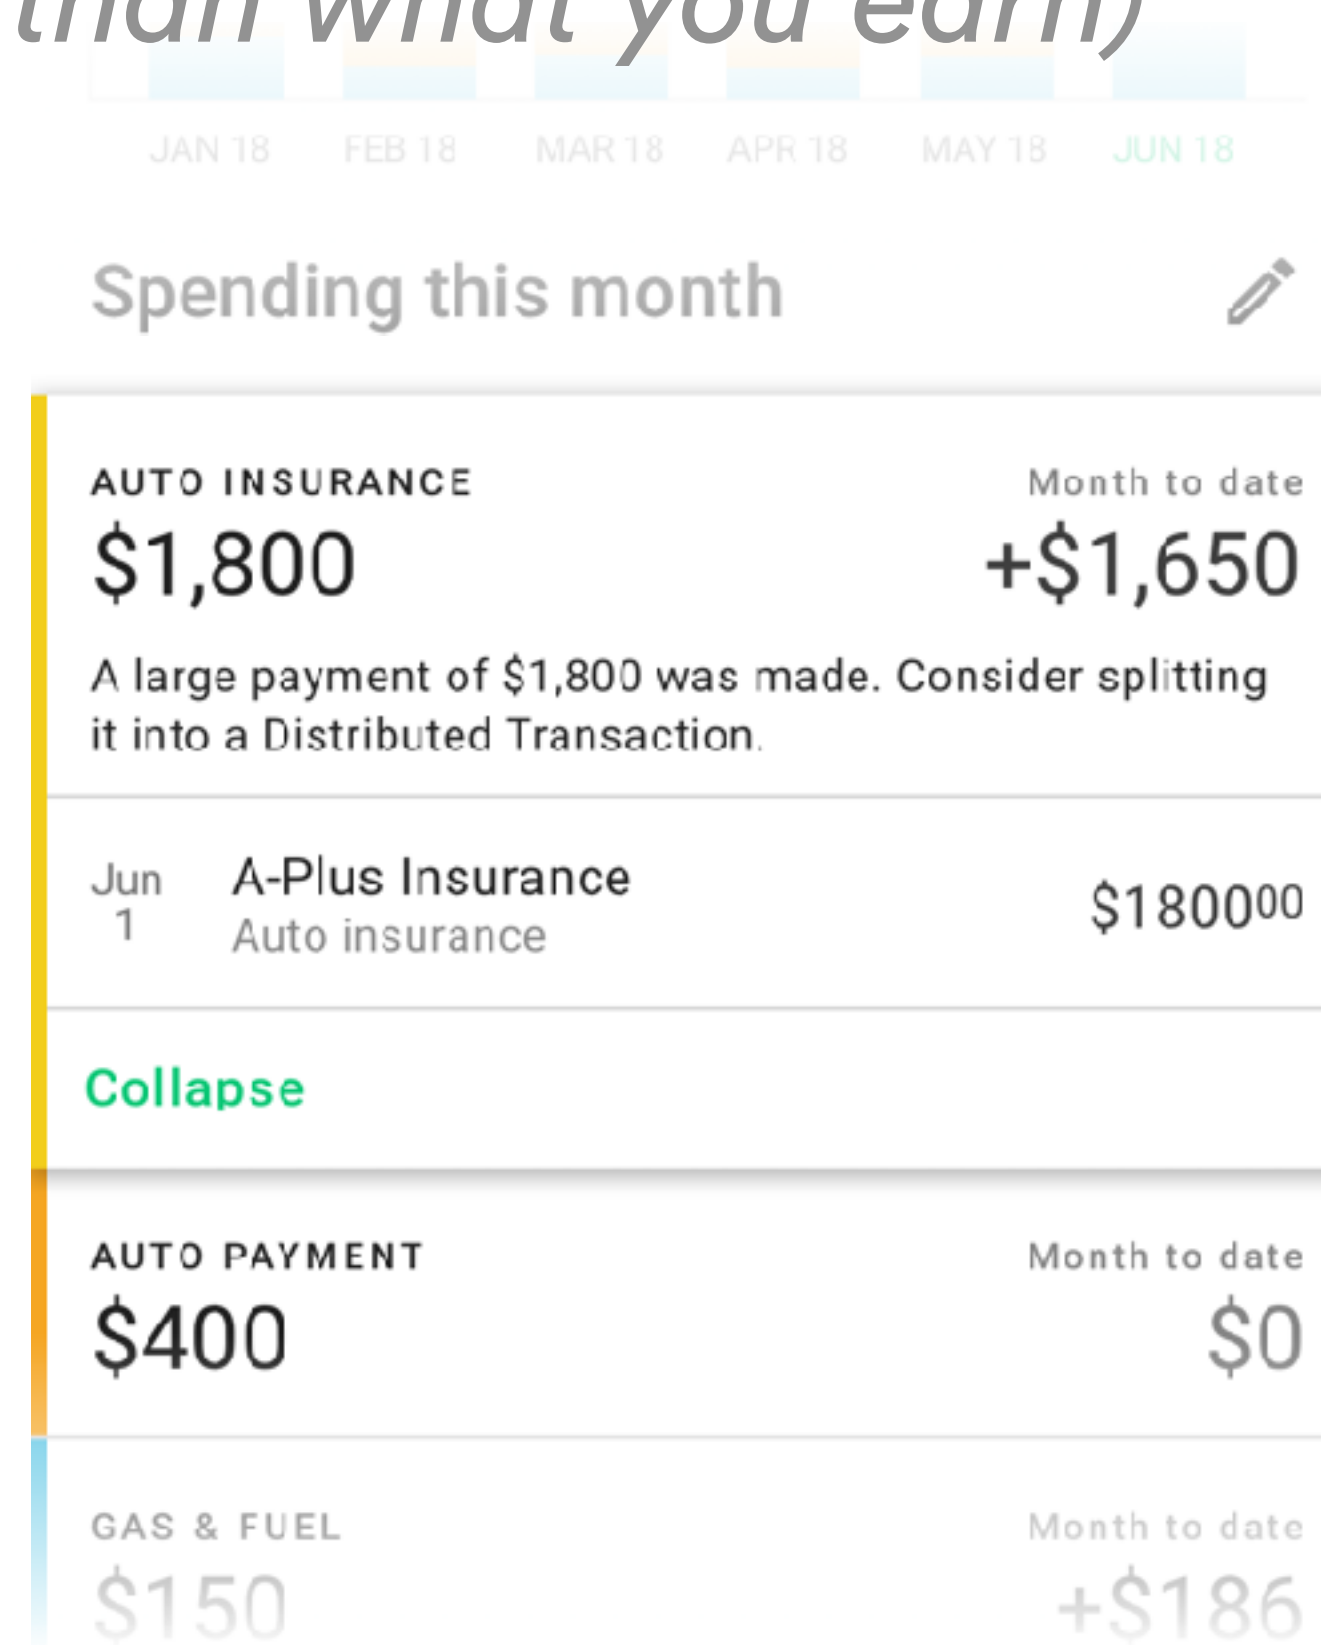 than what you earn)
JAN 18 FEB 18 MAR 18 APR 18 MAY 18 JUN 18
Spending this month
AUTO INSURANCE Month to date
$1,800 +$1,650
A large payment of $1,800 was made. Consider splitting
it into a Distributed Transaction.
Jun A-Plus Insurance
1 Auto insurance $1800⁰⁰
Collapse
AUTO PAYMENT Month to date
$400 $0
GAS & FUEL Month to date
$150 +$186